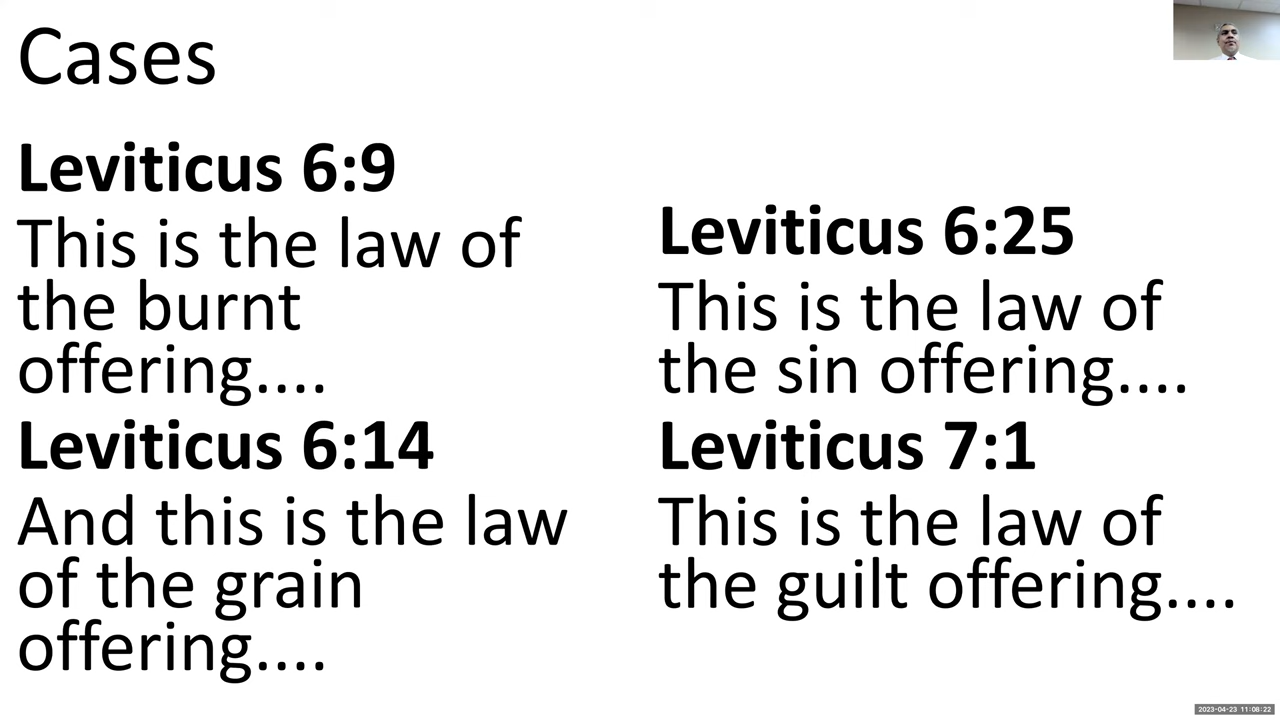 Cases
Leviticus 6:9
This is the law of
the burnt
offering....
Leviticus 6:14
And this is the law
of the grain
offering....
Leviticus 6:25
This is the law of
the sin offering....
Leviticus 7:1
This is the law of
the guilt offering....
2023-04-23 11:08:22